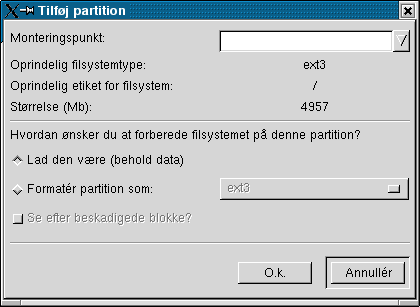 Tilføj partition
Monteringspunkt:
Oprindelig filsystemtype: ext3
Oprindelig etiket for filsystem: /
Størrelse (Mb): 4957
Hvordan ønsker du at forberede filsystemet på denne partition?
Lad den være (behold data)
Formatér partition som: ext3
Se efter beskadigede blokke?
O.k. Annullér